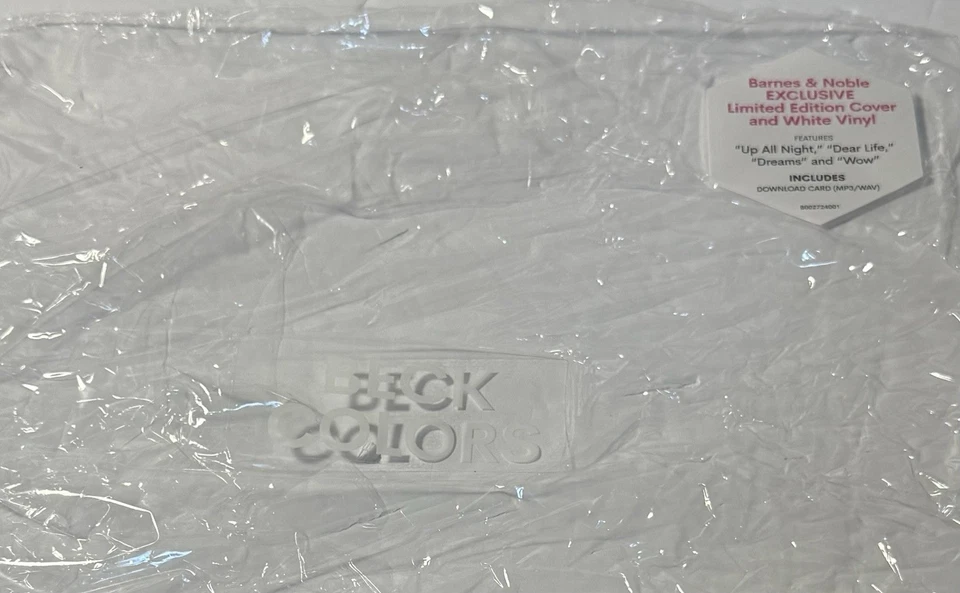 Barnes & Noble
EXCLUSIVE
Limited Edition Cover
and White Vinyl
FEATURES
"Up All Night," "Dear Life,"
"Dreams" and "Wow"
INCLUDES
DOWNLOAD CARD (MP3/WAV)
BECK
COLORS